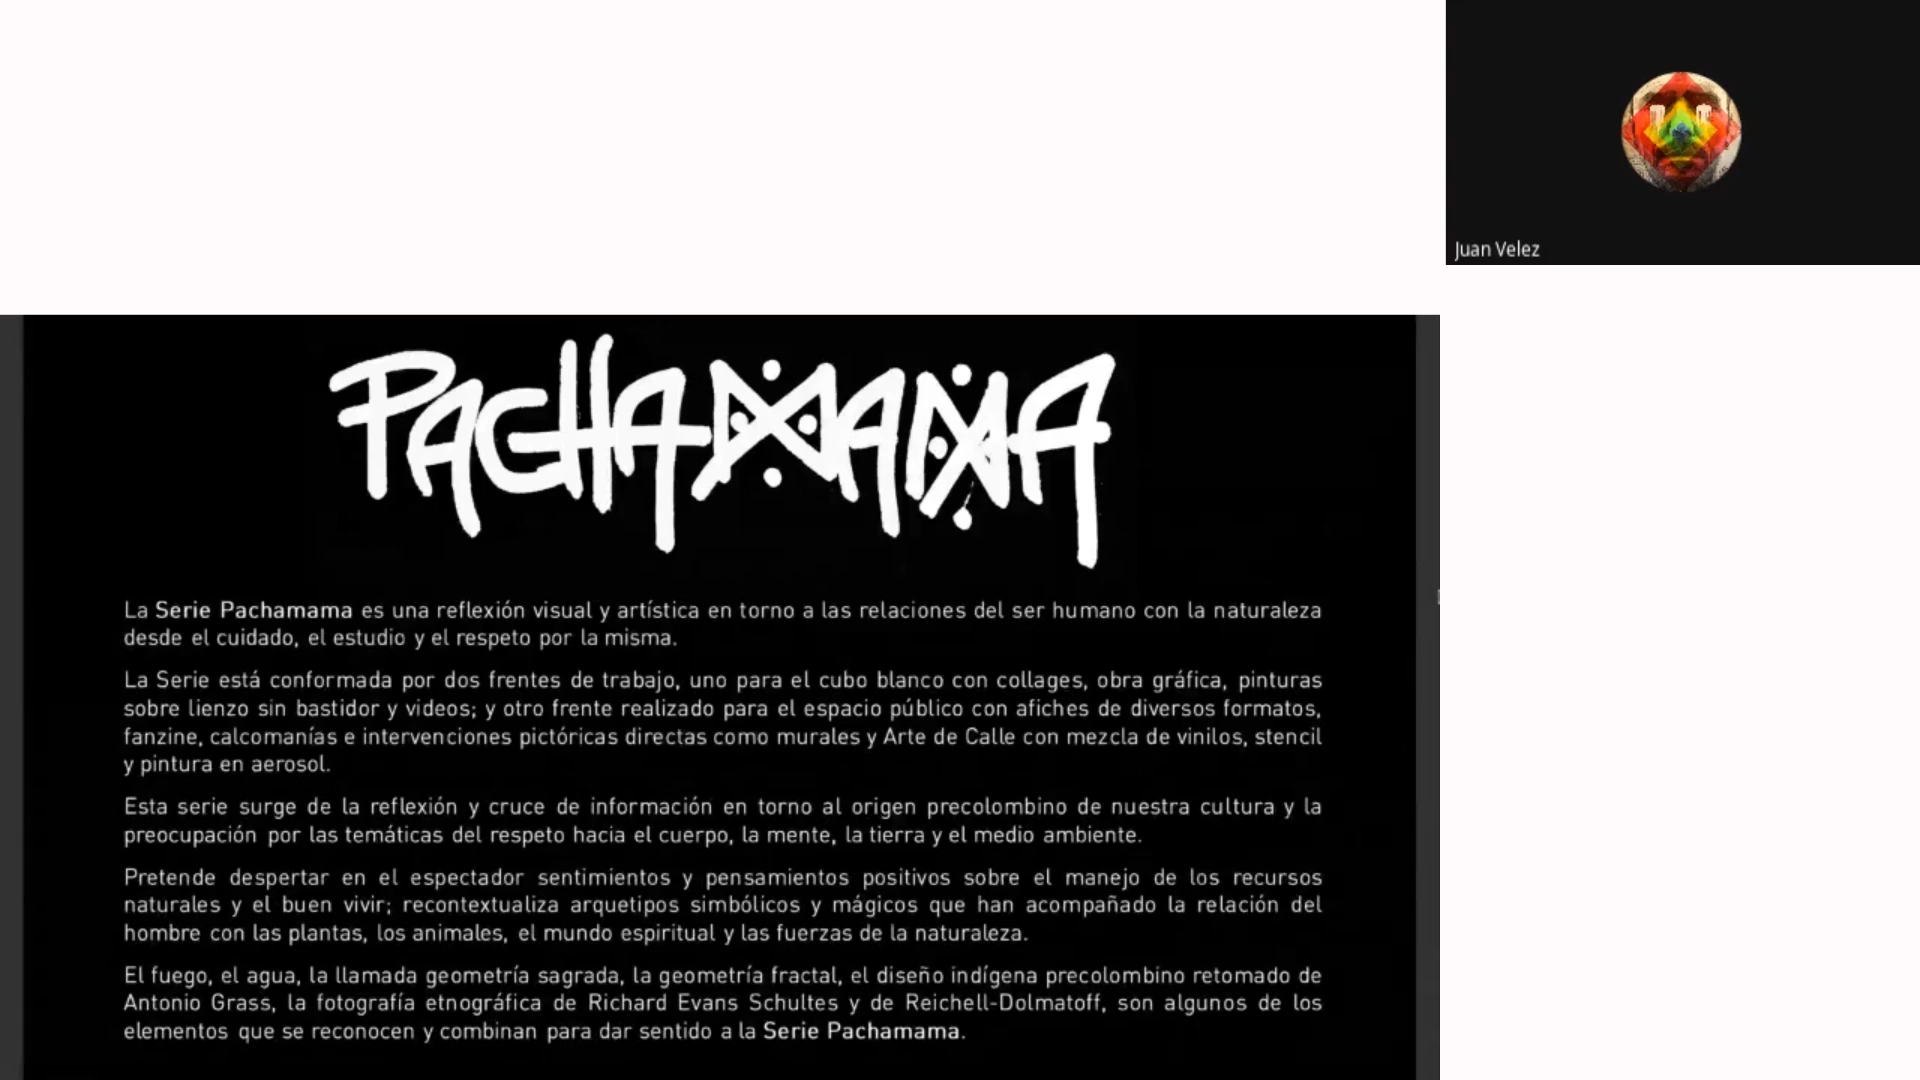 Juan Velez
PACHAMAMA
La Serie Pachamama es una reflexión visual y artística en torno a las relaciones del ser humano con la naturaleza
desde el cuidado, el estudio y el respeto por la misma.
La Serie está conformada por dos frentes de trabajo, uno para el cubo blanco con collages, obra gráfica, pinturas
sobre lienzo sin bastidor y videos; y otro frente realizado para el espacio público con afiches de diversos formatos,
fanzine, calcomanías e intervenciones pictóricas directas como murales y Arte de Calle con mezcla de vinilos, stencil
y pintura en aerosol.
Esta serie surge de la reflexión y cruce de información en torno al origen precolombino de nuestra cultura y la
preocupación por las temáticas del respeto hacia el cuerpo, la mente, la tierra y el medio ambiente.
Pretende despertar en el espectador sentimientos y pensamientos positivos sobre el manejo de los recursos
naturales y el buen vivir; recontextualiza arquetipos simbólicos y mágicos que han acompañado la relación del
hombre con las plantas, los animales, el mundo espiritual y las fuerzas de la naturaleza.
El fuego, el agua, la llamada geometría sagrada, la geometría fractal, el diseño indígena precolombino retomado de
Antonio Grass, la fotografía etnográfica de Richard Evans Schultes y de Reichell-Dolmatoff, son algunos de los
elementos que se reconocen y combinan para dar sentido a la Serie Pachamama.